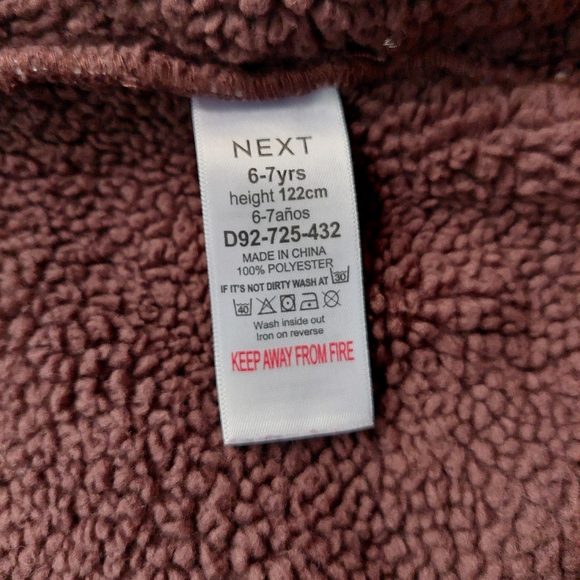 NEXT
6-7yrs
height 122cm
6-7años
D92-725-432
MADE IN CHINA
100% POLYESTER
IF IT'S NOT DIRTY WASH AT 30
40
Wash inside out
Iron on reverse
KEEP AWAY FROM FIRE